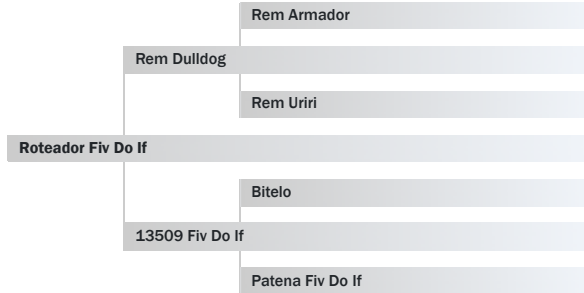 Rem Armador
Rem Dulldog
Rem Uriri
Roteador Fiv Do If
Bitelo
13509 Fiv Do If
Patena Fiv Do If